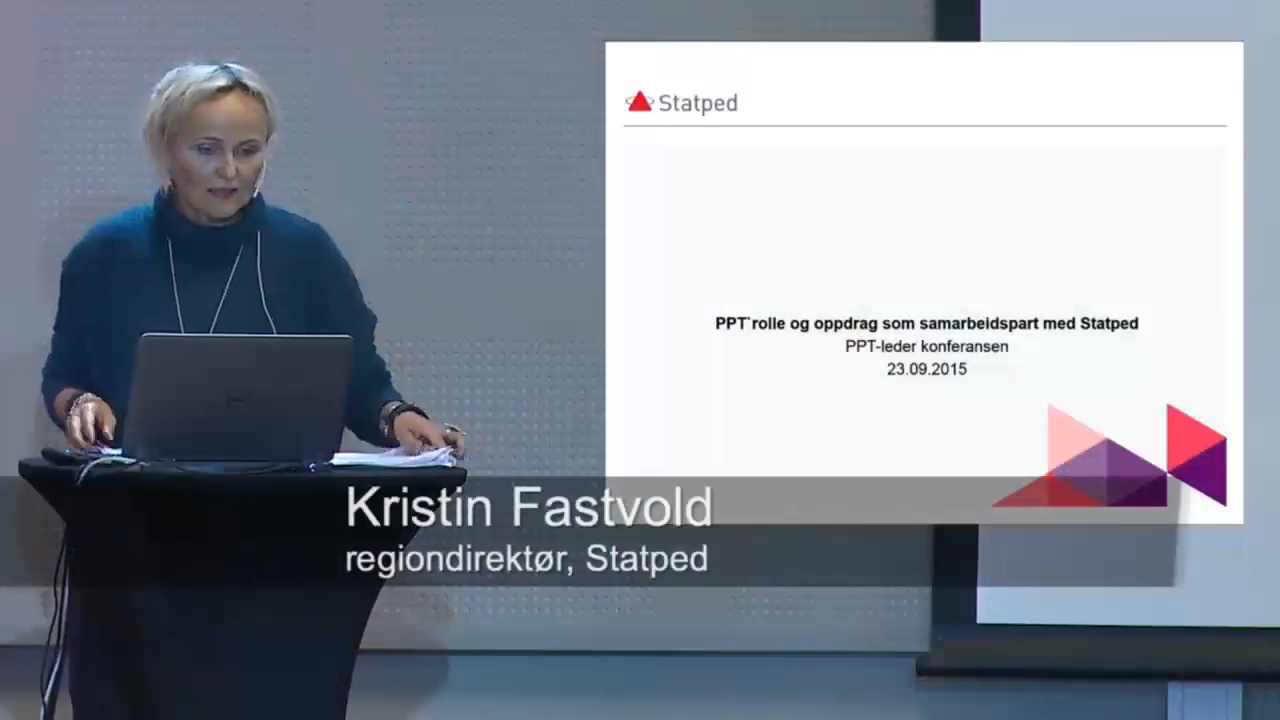 Statped
PPT`rolle og oppdrag som samarbeidspart med Statped
PPT-leder konferansen
23.09.2015
Kristin Fastvold
regiondirektør, Statped